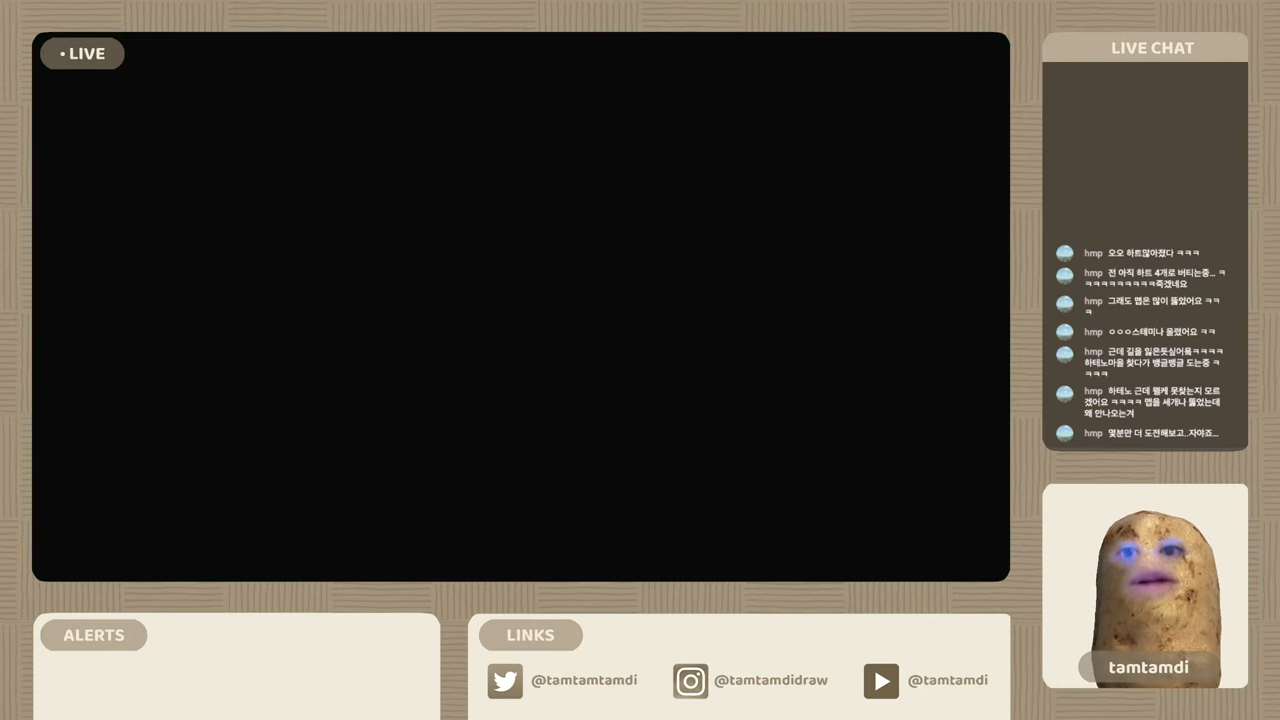 • LIVE
LIVE CHAT
hmp 오오 하트많아졌다 ㅋㅋㅋ
hmp 전 아직 하트 4개로 버티는중... ㅋ
ㅋㅋㅋㅋㅋㅋㅋㅋㅋ죽겠네요
hmp 그래도 맵은 많이 뚫었어요 ㅋㅋ
ㅋ
hmp ㅇㅇㅇ스테미나 올렸어요 ㅋㅋ
hmp 근데 길을 잃은듯싶어욬ㅋㅋㅋㅋ
하테노마을 찾다가 뱅글뱅글 도는중 ㅋ
ㅋㅋㅋㅋ
hmp 하테노 근데 왤케 못찾는지 모르
겠어요 ㅋㅋㅋㅋ 맵을 세개나 뚫었는데
왜 안나오는겨
hmp 몇분만 더 도전해보고..자야죠...
tamtamdi
ALERTS
LINKS
@tamtamtamdi
@tamtamdidraw
@tamtamdi